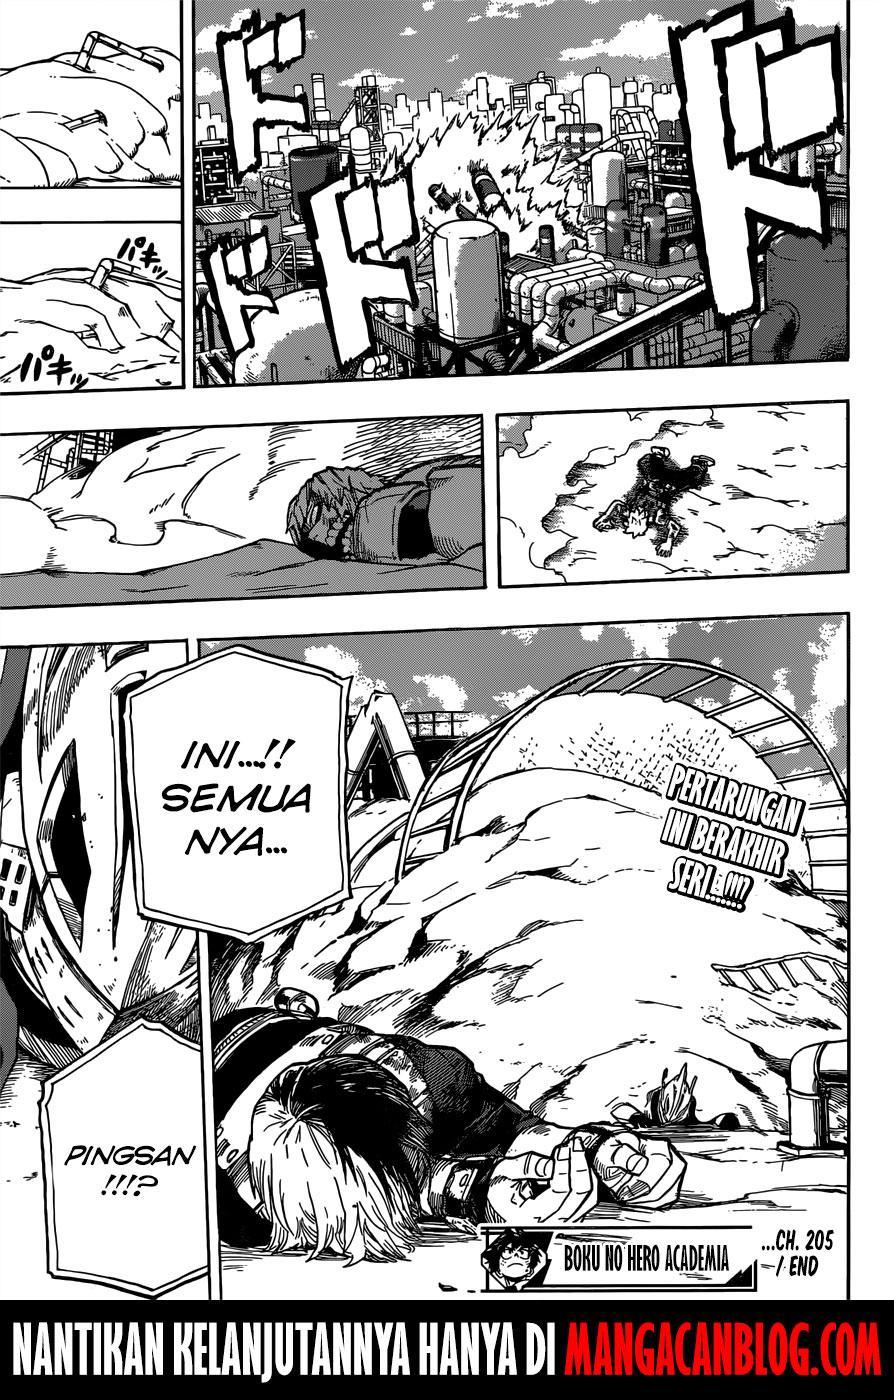 ドドドド
パキッ
パキッ
INI...!!
SEMUA
NYA...
PERTARUNGAN
INI BERAKHIR
SERI.....!!!?
PINGSAN
!!!?
BOKU NO HERO ACADEMIA
...CH. 205
/ END
NANTIKAN KELANJUTANNYA HANYA DI MANGACANBLOG.COM